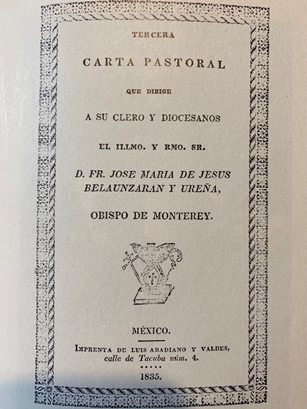 TERCERA
CARTA PASTORAL
QUE DIRIGE
A SU CLERO Y DIOCESANOS
EL ILLMO. Y RMO. SR.
D. FR. JOSE MARIA DE JESUS
BELAUNZARAN Y UREÑA,
OBISPO DE MONTEREY.
MÉXICO.
IMPRENTA DE LUIS ABADIANO Y VALDES,
calle de Tacuba núm. 4.
1835.